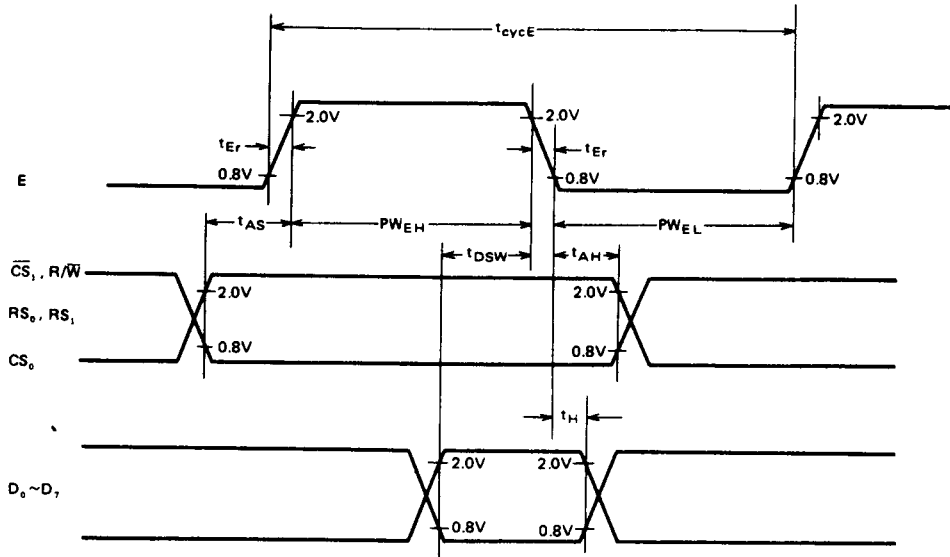 tcycE
2.0V 2.0V 2.0V
tEr tEr
E 0.8V 0.8V 0.8V
tAS PWEH PWEL
tDSW tAH
CS̅₁, R/W̅
2.0V 2.0V
RS₀, RS₁
0.8V 0.8V
CS₀
tH
2.0V 2.0V
D₀~D₇
0.8V 0.8V